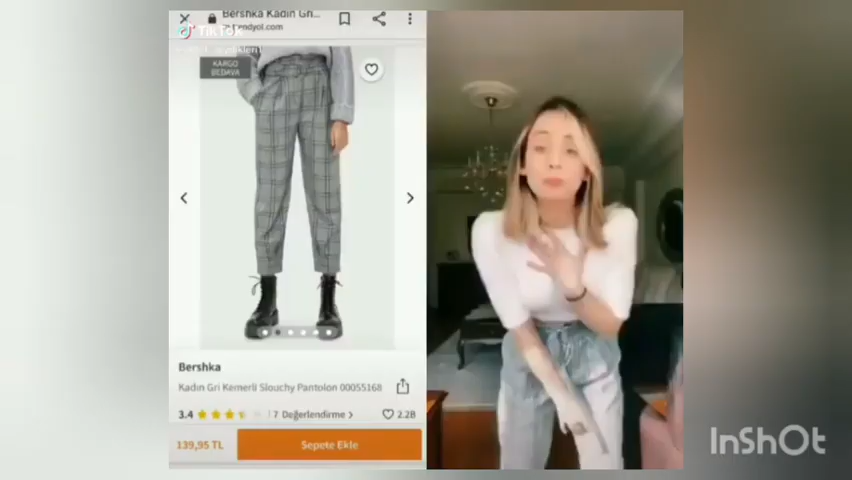 Bershka Kadın Gri...
TikTok
KARGO
BEDAVA
Bershka
Kadın Gri Kemerli Slouchy Pantolon 00055168
3.4
7 Değerlendirme >
2.2B
139,95 TL
Sepete Ekle
InShOt